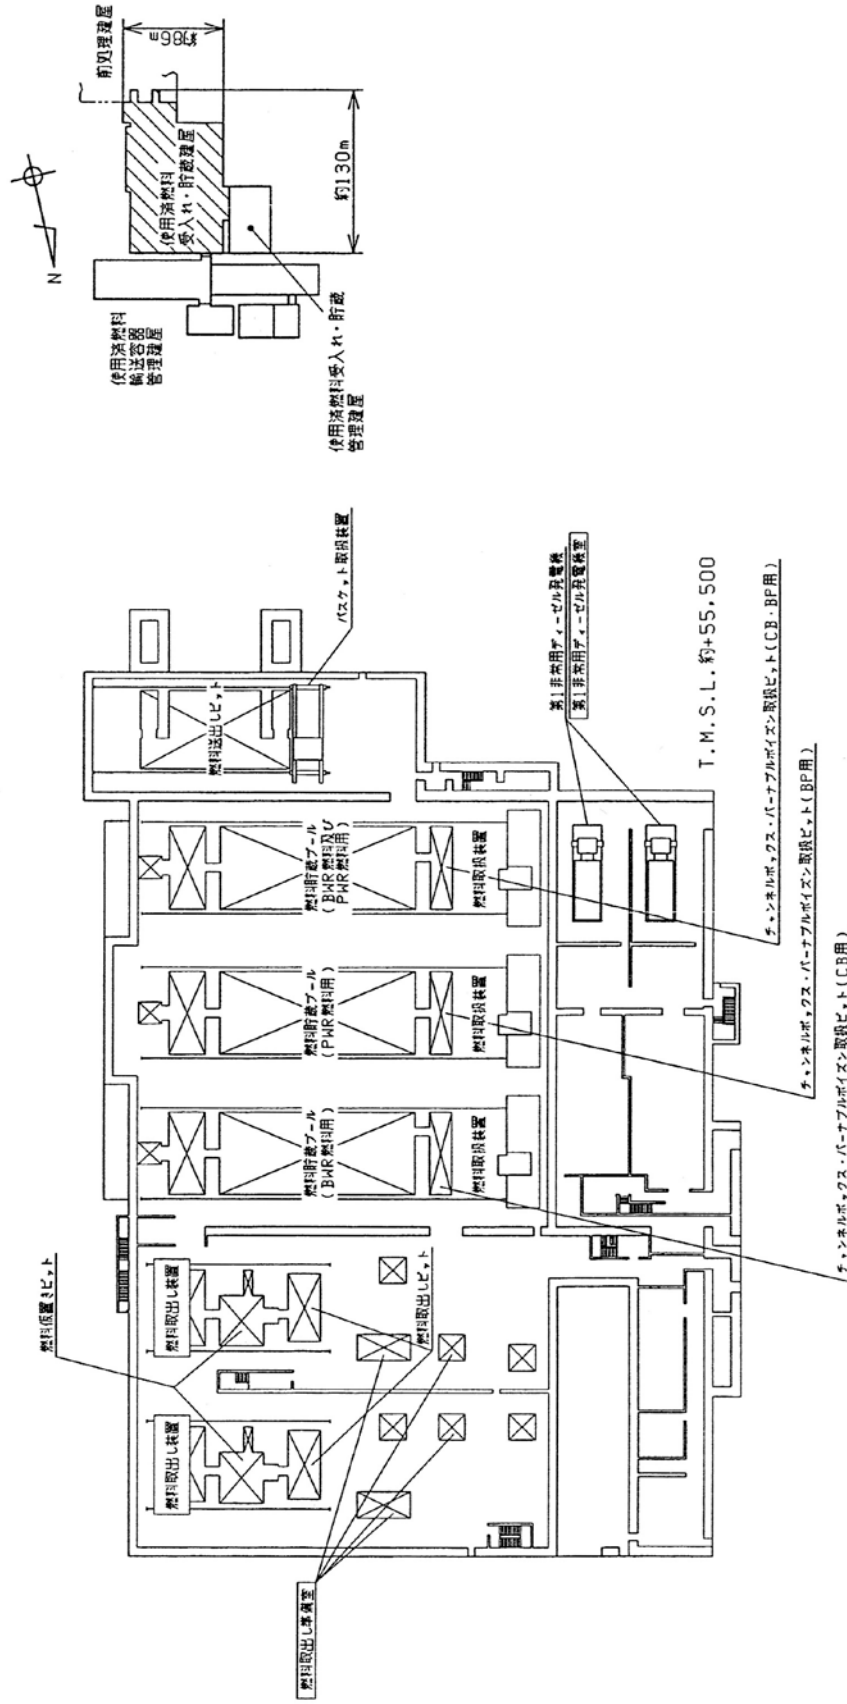 前処理建屋
約86m
使用済燃料
受入れ・貯蔵建屋
約130m
N
使用済燃料
輸送容器
管理建屋
使用済燃料受入れ・貯蔵
管理建屋
バスケット取扱装置
燃料送出しピット
第1非常用ディーゼル発電機
第1非常用ディーゼル発電機室
T.M.S.L.約+55,500
燃料貯蔵プール
(BWR燃料及び
PWR燃料用)
燃料取扱装置
チャンネルボックス・バーナブルポイズン取扱ピット(CB・BP用)
燃料貯蔵プール
(PWR燃料用)
燃料取扱装置
チャンネルボックス・バーナブルポイズン取扱ピット(BP用)
燃料貯蔵プール
(BWR燃料用)
燃料取扱装置
チャンネルボックス・バーナブルポイズン取扱ピット(CB用)
燃料仮置きピット
燃料取出し装置
燃料取出しピット
燃料取出し装置
燃料取出し準備室